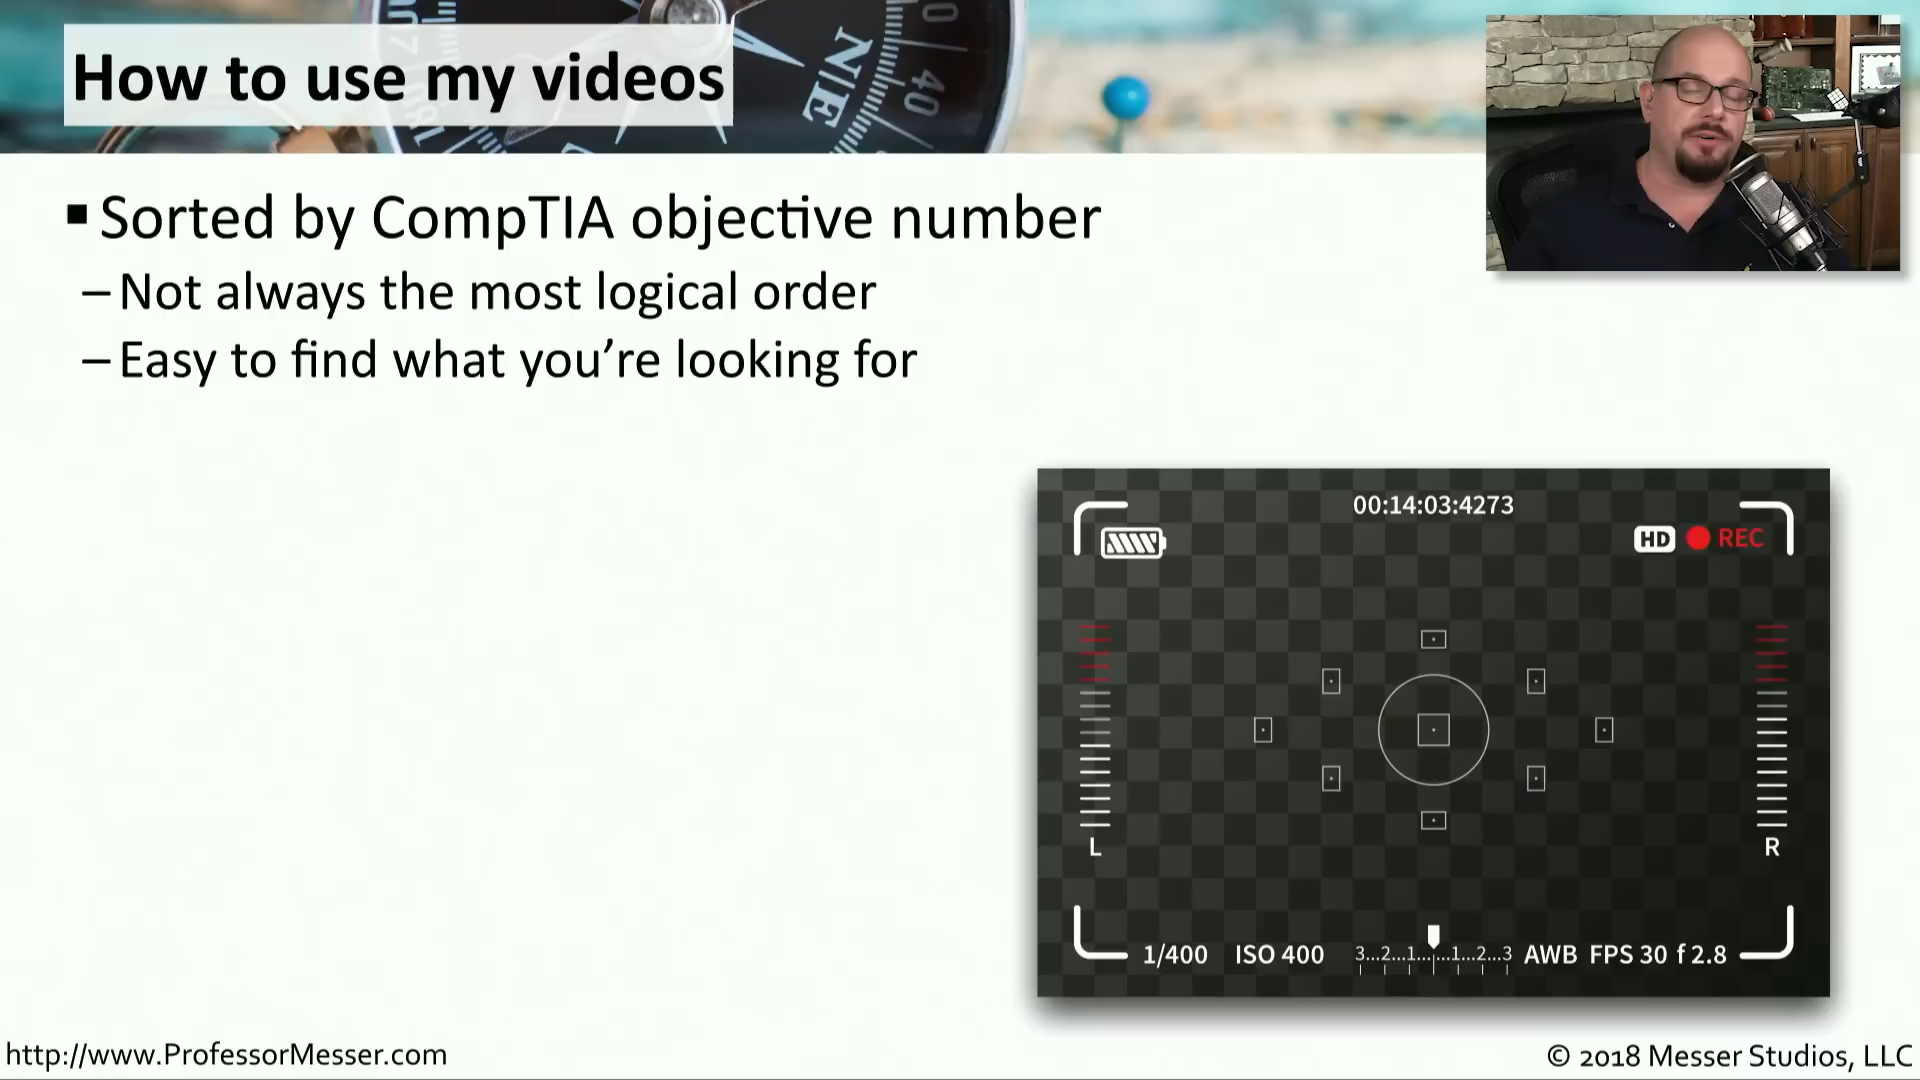 How to use my videos
NE
40
▪ Sorted by CompTIA objective number
– Not always the most logical order
– Easy to find what you're looking for
00:14:03:4273
HD REC
L
R
1/400 ISO 400 3...2...1...…1...2...3 AWB FPS 30 f 2.8
http://www.ProfessorMesser.com
© 2018 Messer Studios, LLC